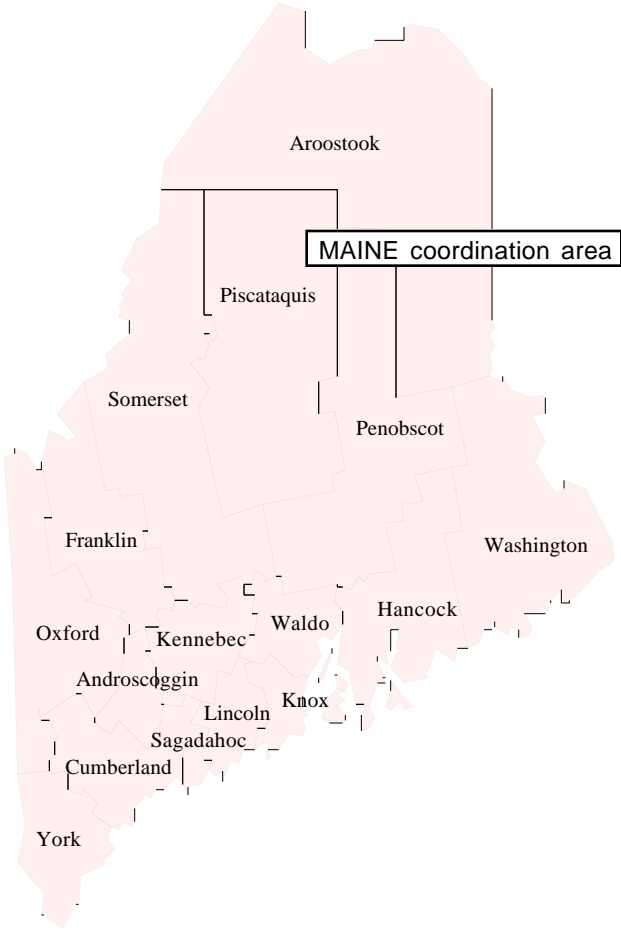 Aroostook
MAINE coordination area
Piscataquis
Somerset
Penobscot
Franklin
Washington
Hancock
Waldo
Oxford
Kennebec
Androscoggin
Knox
Lincoln
Sagadahoc
Cumberland
York